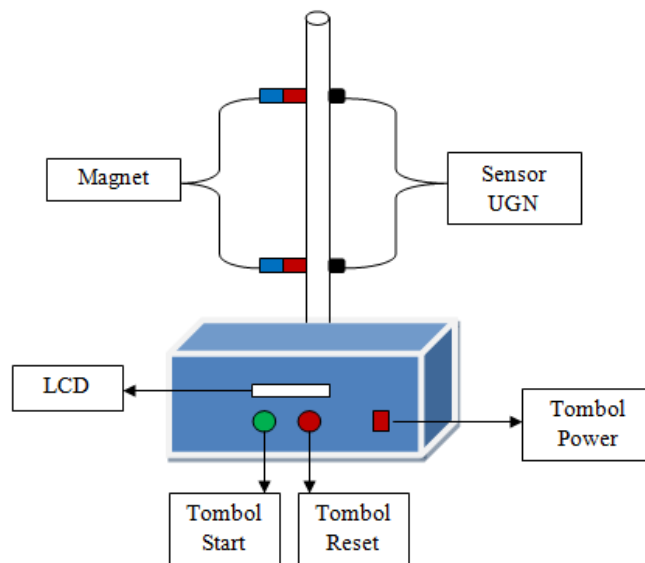 Magnet
Sensor
UGN
LCD
Tombol
Power
Tombol
Start
Tombol
Reset